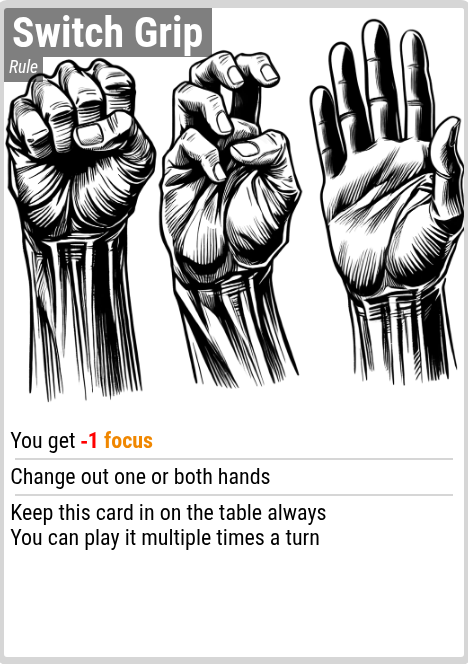 Switch Grip
Rule
You get -1 focus
Change out one or both hands
Keep this card in on the table always
You can play it multiple times a turn